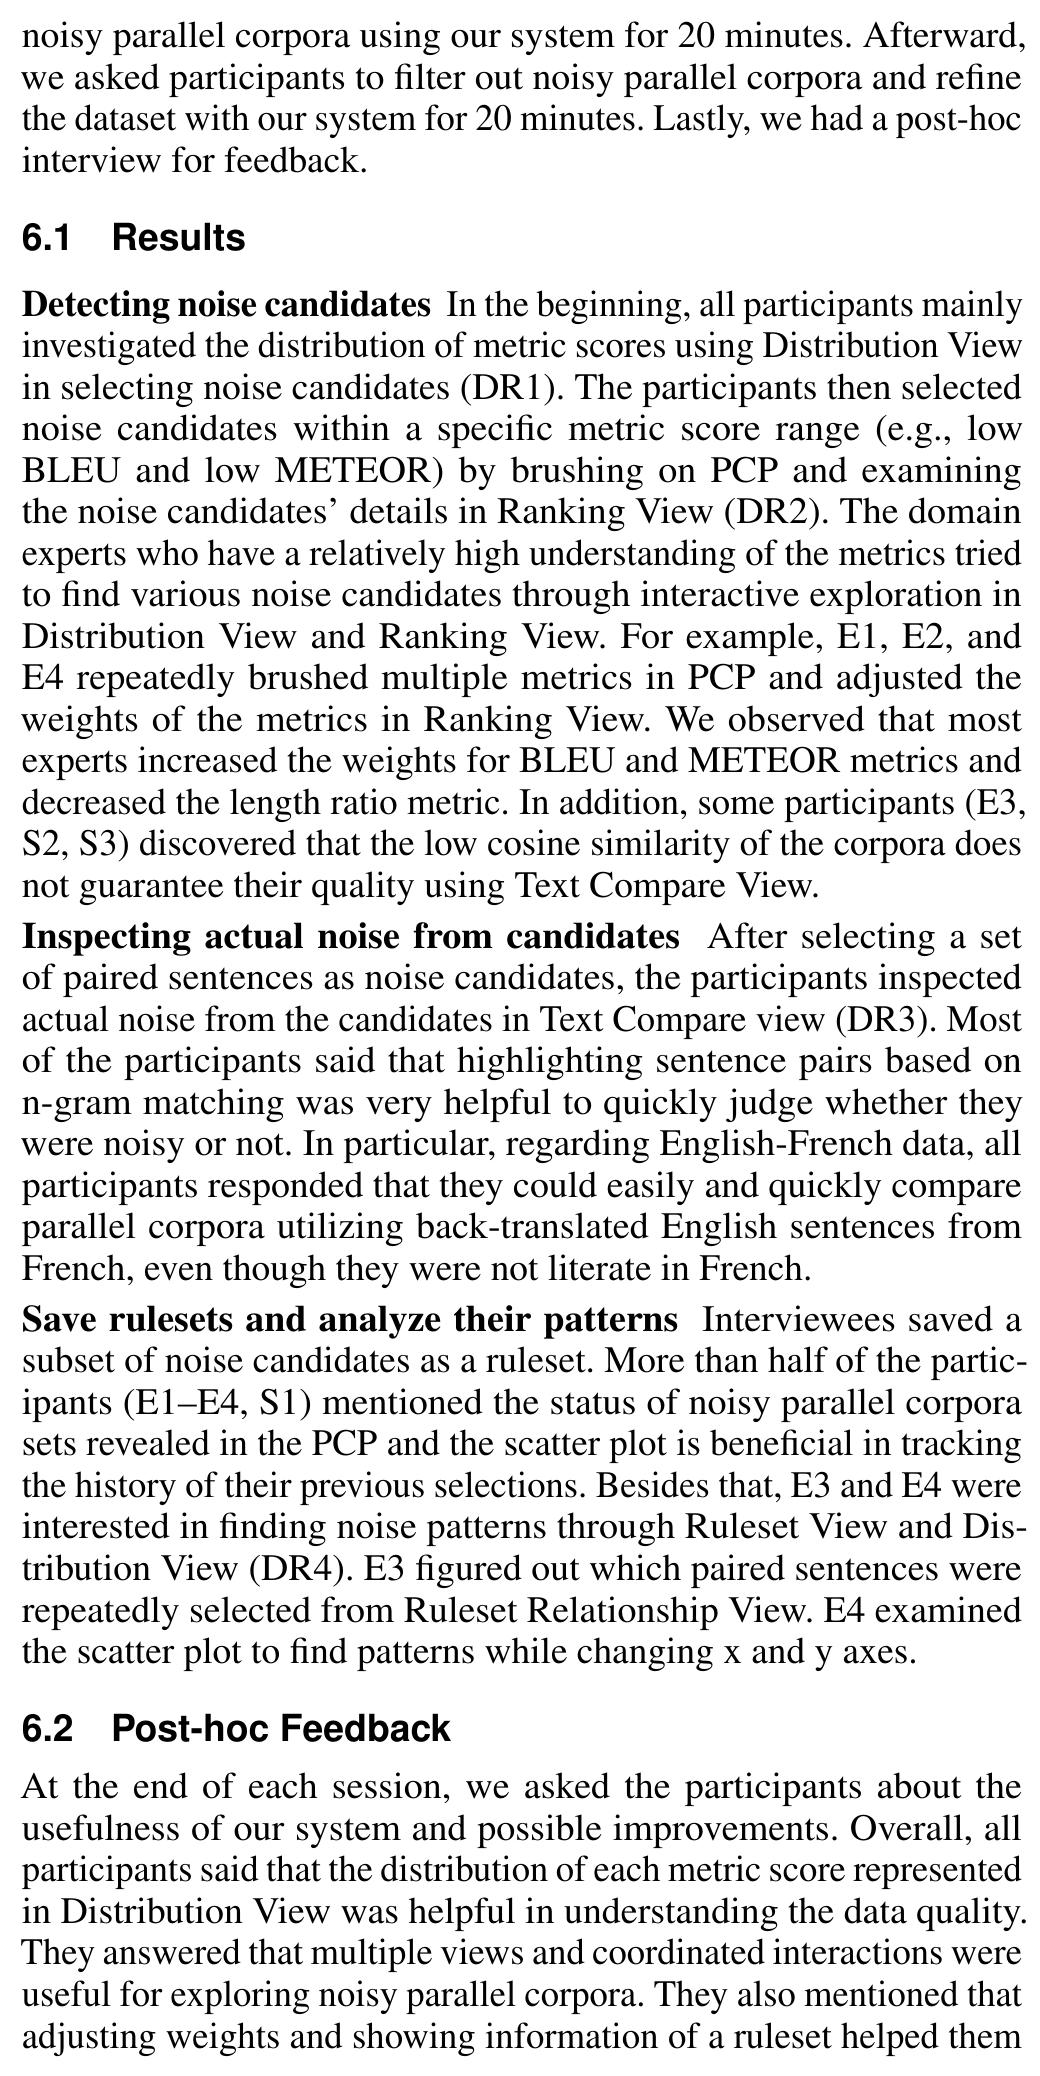 noisy parallel corpora using our system for 20 minutes. Afterward,
we asked participants to filter out noisy parallel corpora and refine
the dataset with our system for 20 minutes. Lastly, we had a post-hoc
interview for feedback.
6.1 Results
Detecting noise candidates In the beginning, all participants mainly
investigated the distribution of metric scores using Distribution View
in selecting noise candidates (DR1). The participants then selected
noise candidates within a specific metric score range (e.g., low
BLEU and low METEOR) by brushing on PCP and examining
the noise candidates’ details in Ranking View (DR2). The domain
experts who have a relatively high understanding of the metrics tried
to find various noise candidates through interactive exploration in
Distribution View and Ranking View. For example, E1, E2, and
E4 repeatedly brushed multiple metrics in PCP and adjusted the
weights of the metrics in Ranking View. We observed that most
experts increased the weights for BLEU and METEOR metrics and
decreased the length ratio metric. In addition, some participants (E3,
S2, S3) discovered that the low cosine similarity of the corpora does
not guarantee their quality using Text Compare View.
Inspecting actual noise from candidates After selecting a set
of paired sentences as noise candidates, the participants inspected
actual noise from the candidates in Text Compare view (DR3). Most
of the participants said that highlighting sentence pairs based on
n-gram matching was very helpful to quickly judge whether they
were noisy or not. In particular, regarding English-French data, all
participants responded that they could easily and quickly compare
parallel corpora utilizing back-translated English sentences from
French, even though they were not literate in French.
Save rulesets and analyze their patterns Interviewees saved a
subset of noise candidates as a ruleset. More than half of the partic-
ipants (E1–E4, S1) mentioned the status of noisy parallel corpora
sets revealed in the PCP and the scatter plot is beneficial in tracking
the history of their previous selections. Besides that, E3 and E4 were
interested in finding noise patterns through Ruleset View and Dis-
tribution View (DR4). E3 figured out which paired sentences were
repeatedly selected from Ruleset Relationship View. E4 examined
the scatter plot to find patterns while changing x and y axes.
6.2 Post-hoc Feedback
At the end of each session, we asked the participants about the
usefulness of our system and possible improvements. Overall, all
participants said that the distribution of each metric score represented
in Distribution View was helpful in understanding the data quality.
They answered that multiple views and coordinated interactions were
useful for exploring noisy parallel corpora. They also mentioned that
adjusting weights and showing information of a ruleset helped them